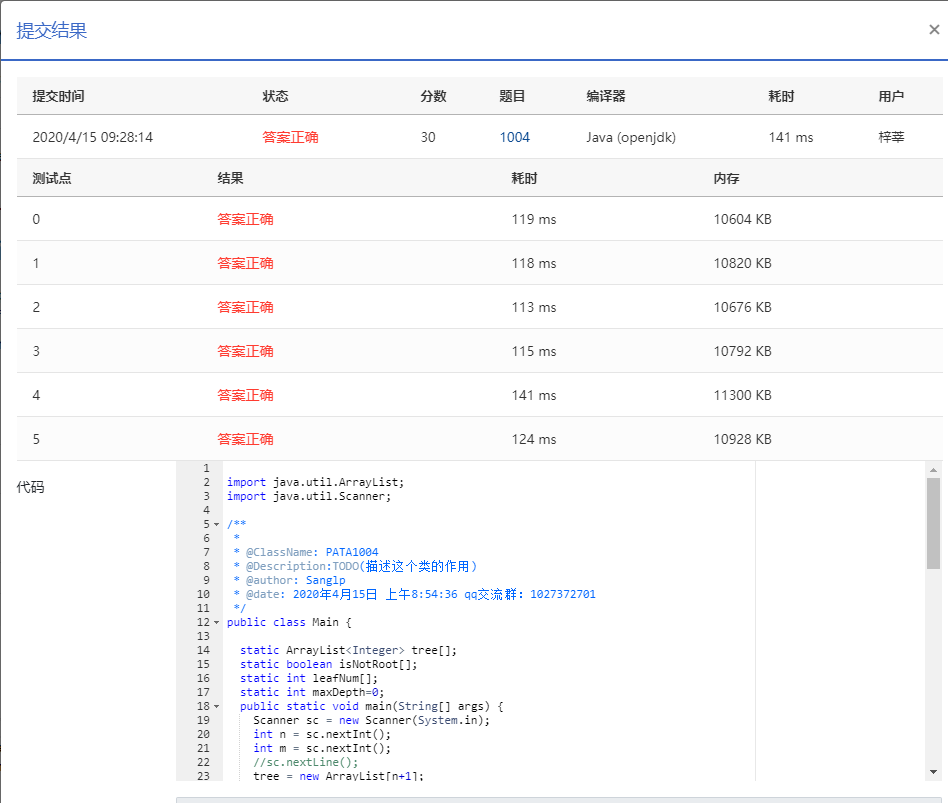 提交结果
×
提交时间 状态 分数 题目 编译器 耗时 用户
2020/4/15 09:28:14 答案正确 30 1004 Java (openjdk) 141 ms 梓莘
测试点 结果 耗时 内存
0 答案正确 119 ms 10604 KB
1 答案正确 118 ms 10820 KB
2 答案正确 113 ms 10676 KB
3 答案正确 115 ms 10792 KB
4 答案正确 141 ms 11300 KB
5 答案正确 124 ms 10928 KB
代码
1
2 import java.util.ArrayList;
3 import java.util.Scanner;
4
5 /**
6 *
7 * @ClassName: PATA1004
8 * @Description:TODO(描述这个类的作用)
9 * @author: Sanglp
10 * @date: 2020年4月15日 上午8:54:36 qq交流群：1027372701
11 */
12 public class Main {
13
14 static ArrayList<Integer> tree[];
15 static boolean isNotRoot[];
16 static int leafNum[];
17 static int maxDepth=0;
18 public static void main(String[] args) {
19 Scanner sc = new Scanner(System.in);
20 int n = sc.nextInt();
21 int m = sc.nextInt();
22 //sc.nextLine();
23 tree = new ArrayList[n+1];